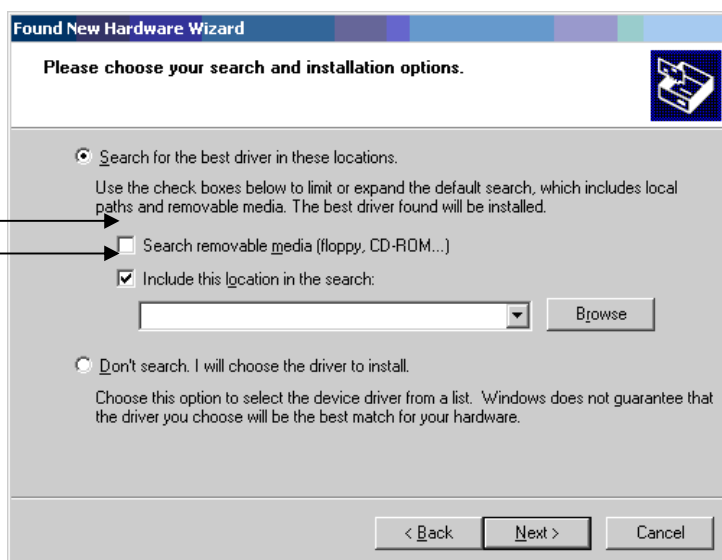 Found New Hardware Wizard
Please choose your search and installation options.
Search for the best driver in these locations.
Use the check boxes below to limit or expand the default search, which includes local
paths and removable media. The best driver found will be installed.
Search removable media (floppy, CD-ROM...)
Include this location in the search:
Browse
Don't search. I will choose the driver to install.
Choose this option to select the device driver from a list. Windows does not guarantee that
the driver you choose will be the best match for your hardware.
< Back Next > Cancel